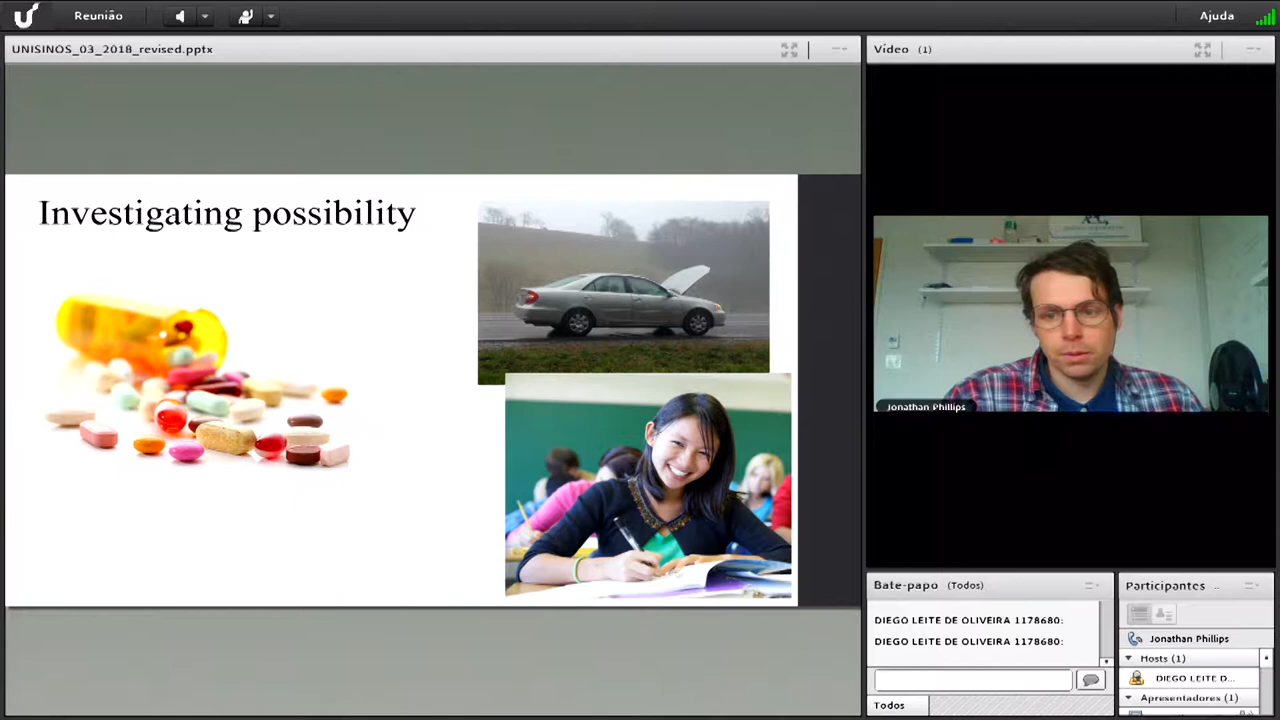 Reunião
Ajuda
UNISINOS_03_2018_revised.pptx
Vídeo (1)
Investigating possibility
Jonathan Phillips
Bate-papo (Todos)
DIEGO LEITE DE OLIVEIRA 1178680:
DIEGO LEITE DE OLIVEIRA 1178680:
Todos
Participantes ..
Jonathan Phillips
Hosts (1)
DIEGO LEITE D...
Apresentadores (1)